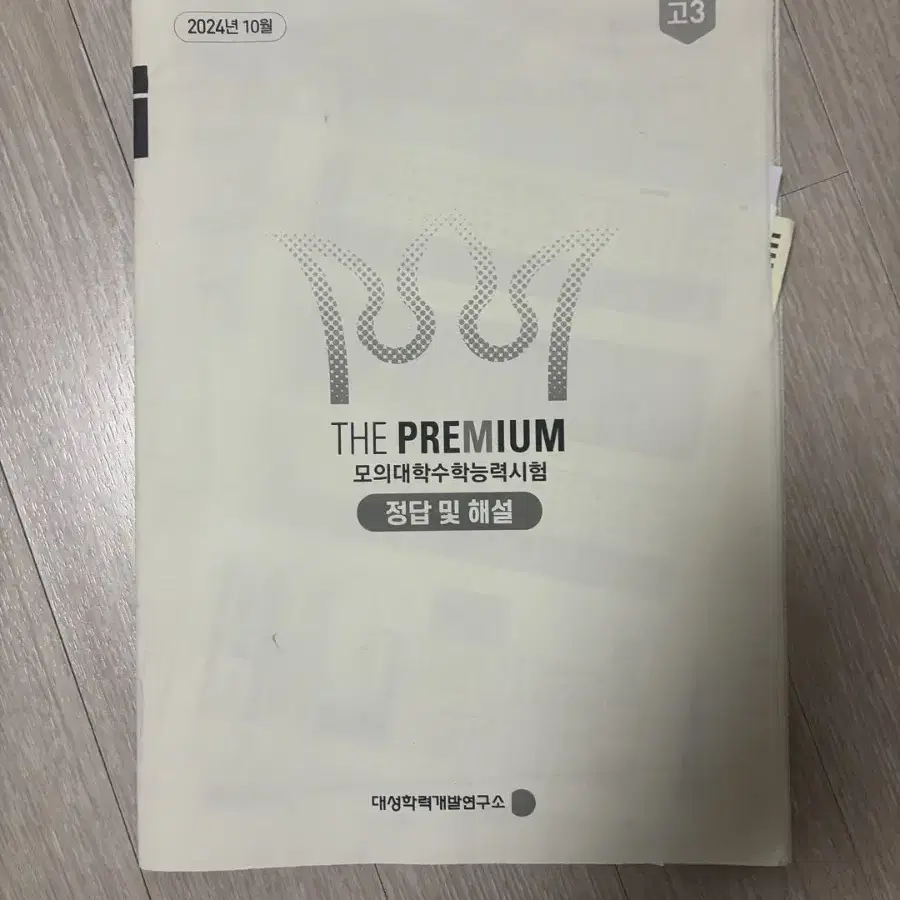 2024년 10월
고3
THE PREMIUM
모의대학수학능력시험
정답 및 해설
대성학력개발연구소